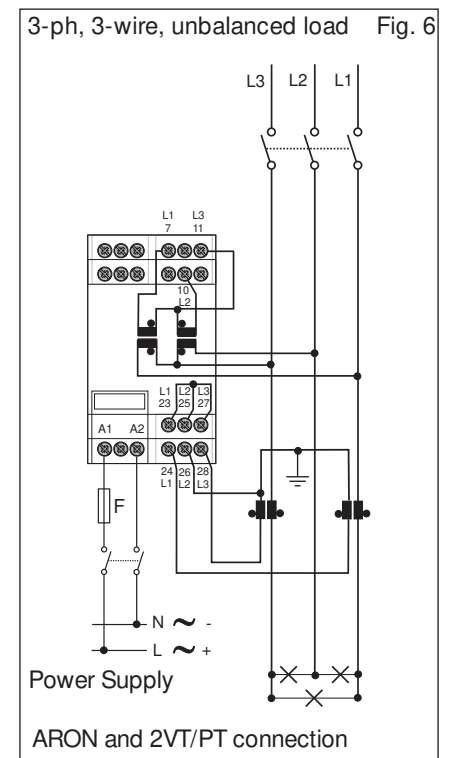 3-ph, 3-wire, unbalanced load Fig. 6
L3 L2 L1
L1 L3
7 11
10
L2
L1 L2 L3
23 25 27
A1 A2
24 26 28
L1 L2 L3
F
N ~ -
L ~ +
Power Supply
ARON and 2VT/PT connection